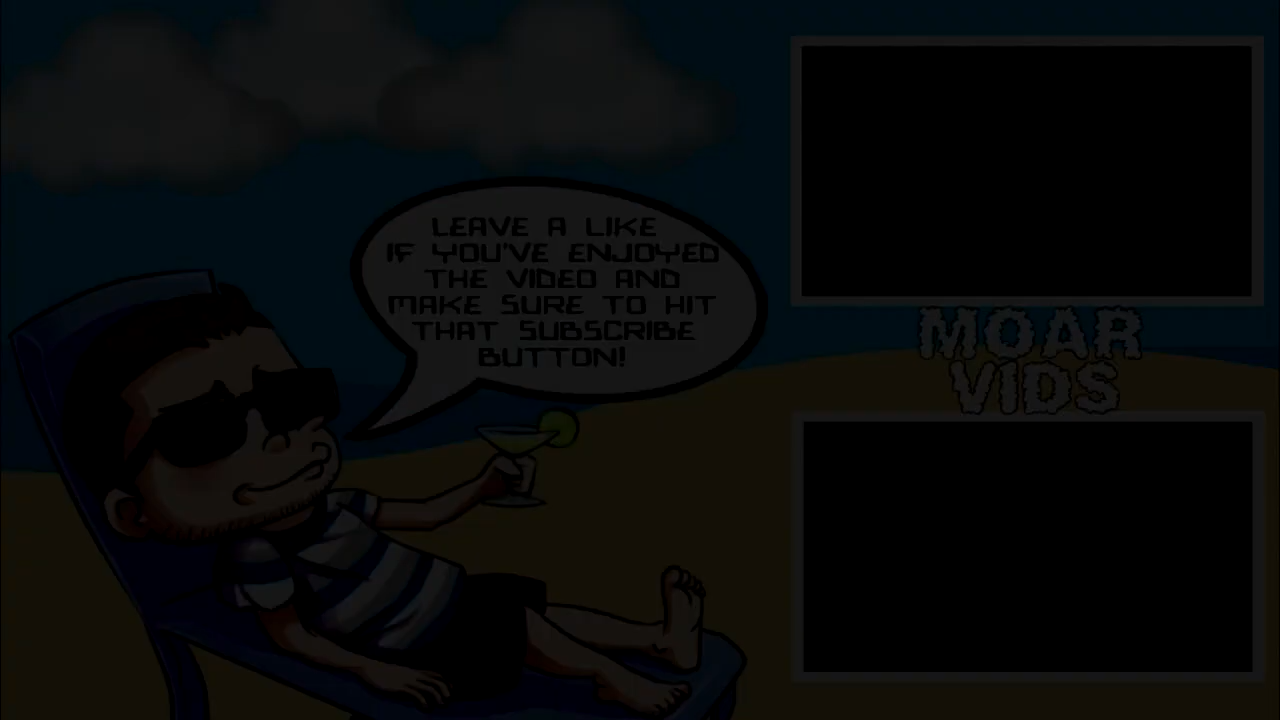 LEAVE A LIKE
IF YOU'VE ENJOYED
THE VIDEO AND
MAKE SURE TO HIT
THAT SUBSCRIBE
BUTTON!
MOAR
VIDS